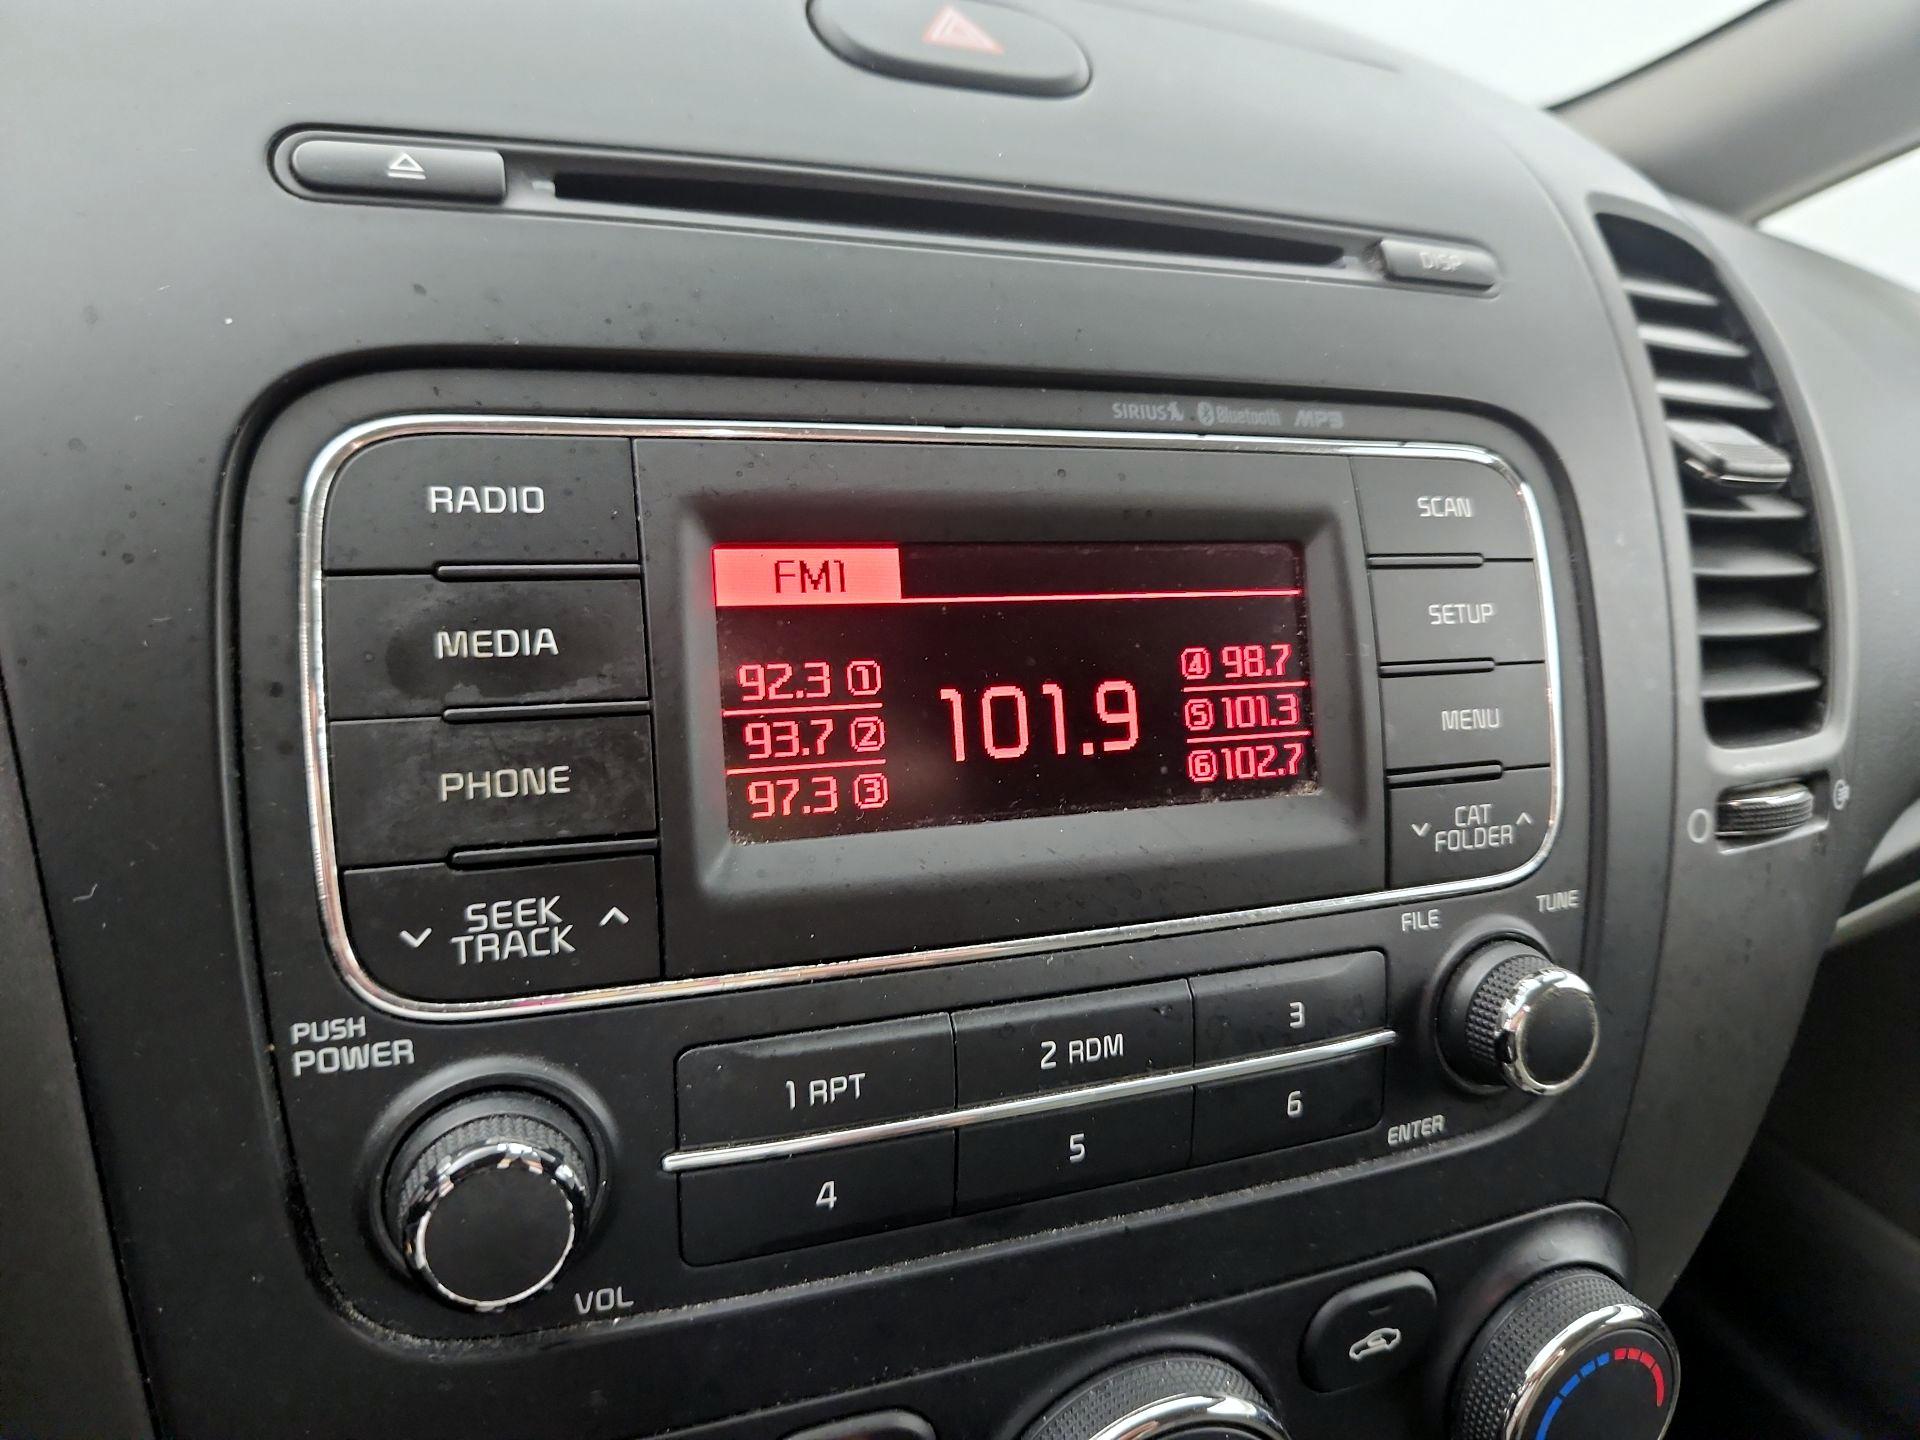 DISP
SIRIUS Bluetooth MP3
RADIO
MEDIA
PHONE
SEEK
TRACK
FM1
92.3 1
93.7 2
97.3 3
101.9
4 98.7
5 101.3
6 102.7
SCAN
SETUP
MENU
CAT
FOLDER
PUSH
POWER
VOL
1 RPT
2 RDM
3
4
5
6
FILE
TUNE
ENTER